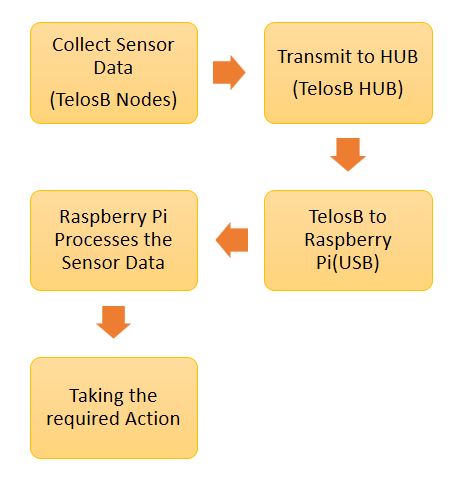 Collect Sensor
Data
(TelosB Nodes)
Transmit to HUB
(TelosB HUB)
TelosB to
Raspberry
Pi(USB)
Raspberry Pi
Processes the
Sensor Data
Taking the
required Action